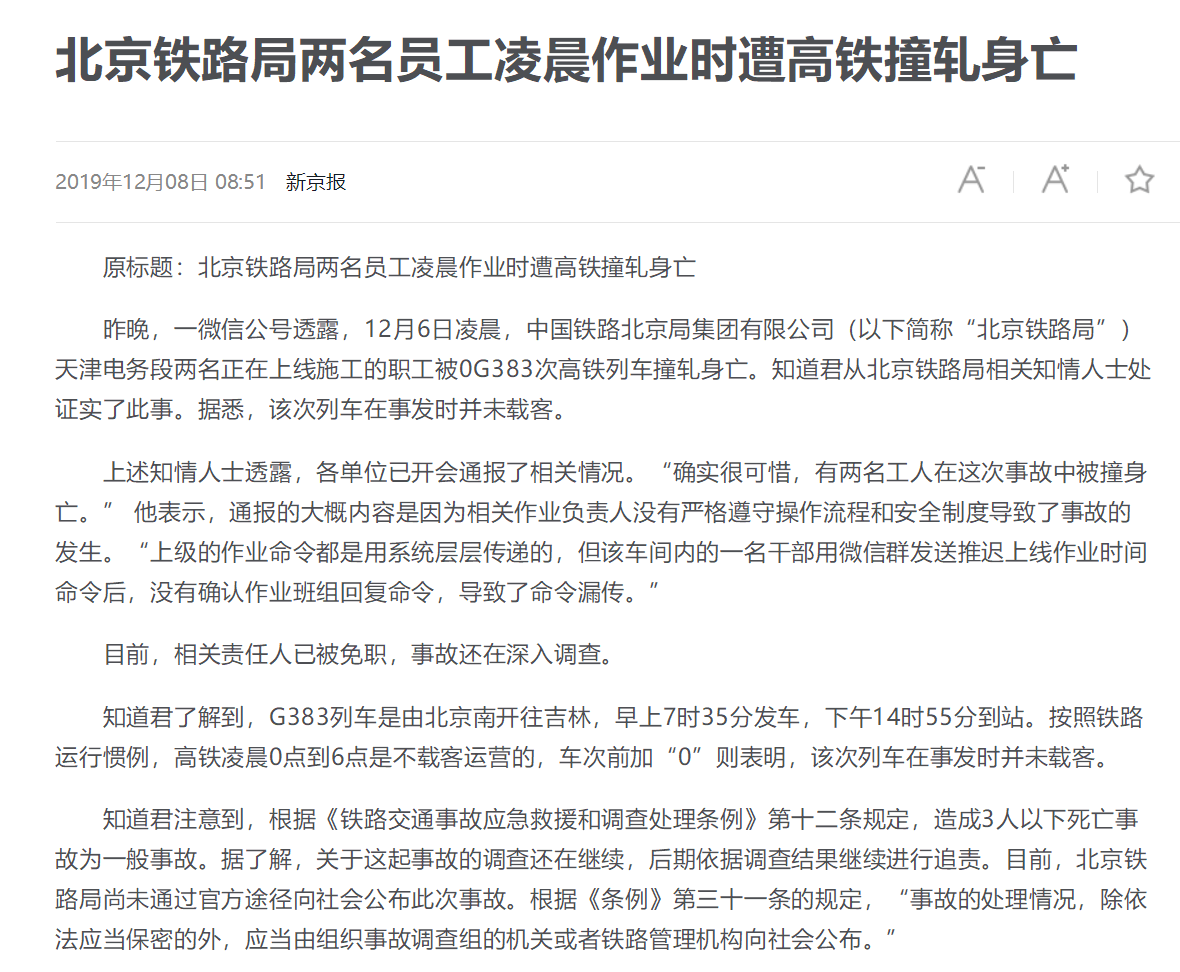 北京铁路局两名员工凌晨作业时遭高铁撞轧身亡
2019年12月08日 08:51 新京报
A- A+
原标题：北京铁路局两名员工凌晨作业时遭高铁撞轧身亡
昨晚，一微信公号透露，12月6日凌晨，中国铁路北京局集团有限公司（以下简称“北京铁路局”）
天津电务段两名正在上线施工的职工被0G383次高铁列车撞轧身亡。知道君从北京铁路局相关知情人士处
证实了此事。据悉，该次列车在事发时并未载客。
上述知情人士透露，各单位已开会通报了相关情况。“确实很可惜，有两名工人在这次事故中被撞身
亡。” 他表示，通报的大概内容是因为相关作业负责人没有严格遵守操作流程和安全制度导致了事故的
发生。“上级的作业命令都是用系统层层传递的，但该车间内的一名干部用微信群发送推迟上线作业时间
命令后，没有确认作业班组回复命令，导致了命令漏传。”
目前，相关责任人已被免职，事故还在深入调查。
知道君了解到，G383列车是由北京南开往吉林，早上7时35分发车，下午14时55分到站。按照铁路
运行惯例，高铁凌晨0点到6点是不载客运营的，车次前加“0”则表明，该次列车在事发时并未载客。
知道君注意到，根据《铁路交通事故应急救援和调查处理条例》第十二条规定，造成3人以下死亡事
故为一般事故。据了解，关于这起事故的调查还在继续，后期依据调查结果继续进行追责。目前，北京铁
路局尚未通过官方途径向社会公布此次事故。根据《条例》第三十一条的规定，“事故的处理情况，除依
法应当保密的外，应当由组织事故调查组的机关或者铁路管理机构向社会公布。”